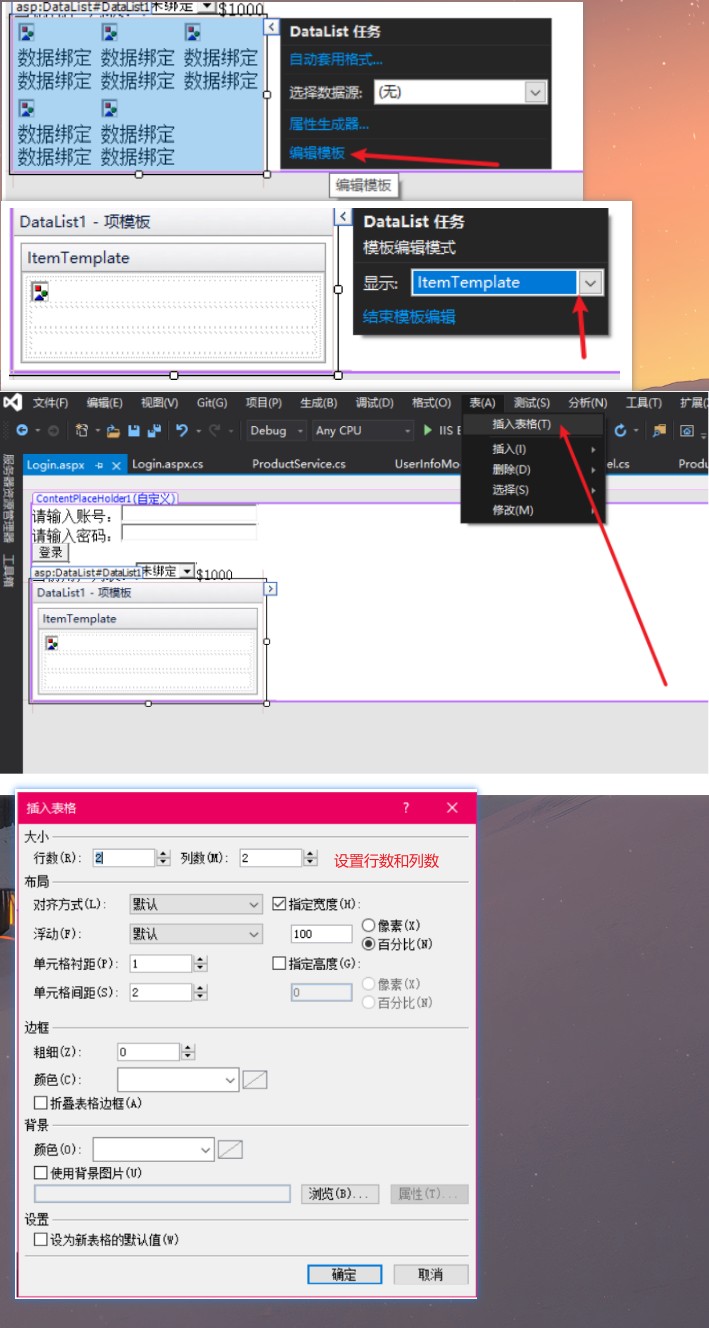 asp:DataList#DataList1 未绑定 $1000
数据绑定 数据绑定 数据绑定
数据绑定 数据绑定 数据绑定
数据绑定 数据绑定
数据绑定 数据绑定
DataList 任务
自动套用格式...
选择数据源: (无)
属性生成器...
编辑模板
编辑模板
DataList1 - 项模板
ItemTemplate
DataList 任务
模板编辑模式
显示: ItemTemplate
结束模板编辑
文件(F) 编辑(E) 视图(V) Git(G) 项目(P) 生成(B) 调试(D) 格式(O) 表(A) 测试(S) 分析(N) 工具(T) 扩展(
Debug Any CPU IIS E
插入表格(T)
插入(I)
删除(D)
选择(S)
修改(M)
服务器资源管理器
工具箱
Login.aspx Login.aspx.cs ProductService.cs UserInfoMo el.cs Produ
ContentPlaceHolder1(自定义)
请输入账号:
请输入密码:
登录
asp:DataList#DataList1 未绑定 $1000
DataList1 - 项模板
ItemTemplate
插入表格 ?
大小
行数(R): 2 列数(M): 2 设置行数和列数
布局
对齐方式(L): 默认 指定宽度(H):
浮动(F): 默认 100 像素(X)
百分比(N)
单元格衬距(P): 1 指定高度(G):
单元格间距(S): 2 0 像素(X)
百分比(N)
边框
粗细(Z): 0
颜色(C):
折叠表格边框(A)
背景
颜色(O):
使用背景图片(U)
浏览(B)... 属性(T)...
设置
设为新表格的默认值(W)
确定 取消